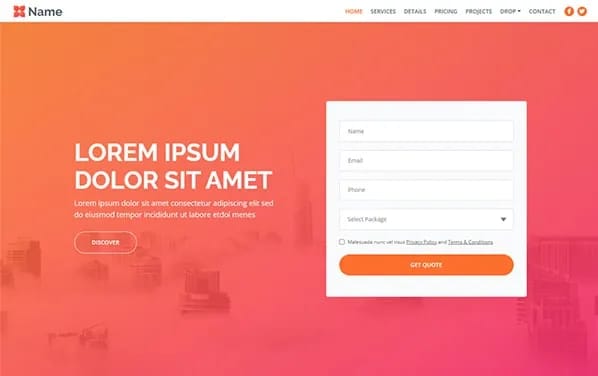 Name
HOME SERVICES DETAILS PRICING PROJECTS DROP CONTACT
LOREM IPSUM
DOLOR SIT AMET
Lorem ipsum dolor sit amet consectetur adipiscing elit sed
do eiusmod tempor incididunt ut labore etdol menes
DISCOVER
Name
Email
Phone
Select Package
Malesuada nunc vel risus Privacy Policy and Terms & Conditions
GET QUOTE